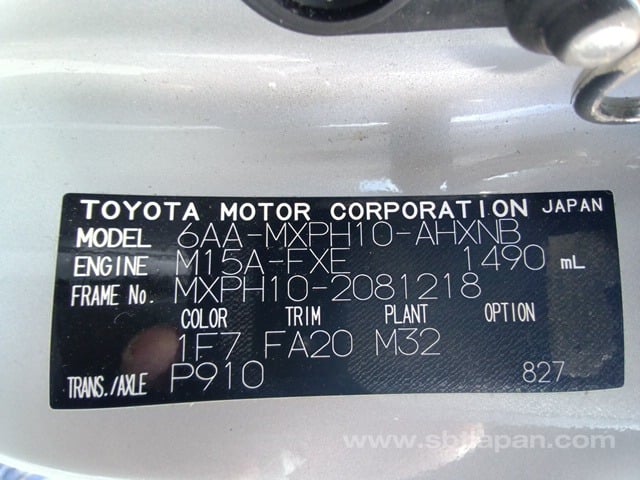 TOYOTA MOTOR CORPORATION JAPAN
MODEL 6AA-MXPH10-AHXNB
ENGINE M15A-FXE 1490 mL
FRAME No. MXPH10-2081218
COLOR TRIM PLANT OPTION
1F7 FA20 M32
TRANS./AXLE P910 827
www.sbtjapan.com